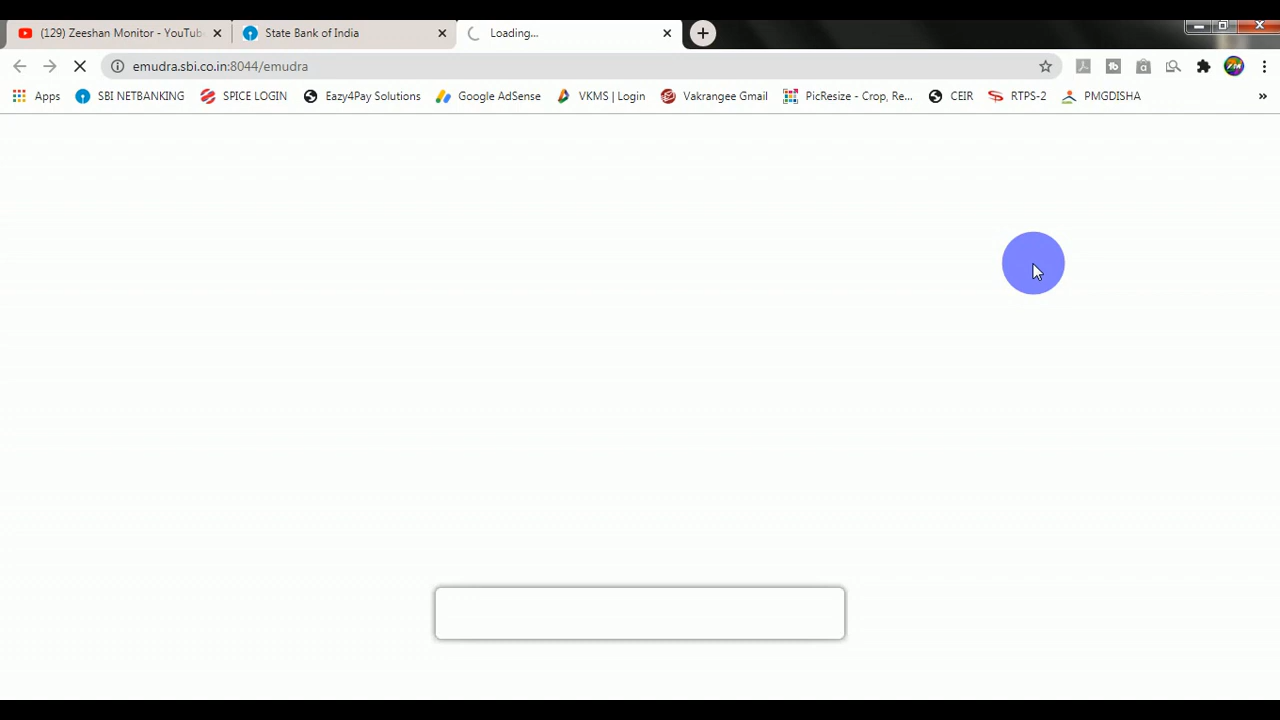 (129) Zeeshan Monitor - YouTub State Bank of India Loading...
emudra.sbi.co.in:8044/emudra
Apps SBI NETBANKING SPICE LOGIN Eazy4Pay Solutions Google AdSense VKMS | Login Vakrangee Gmail PicResize - Crop, Re... CEIR RTPS-2 PMGDISHA »